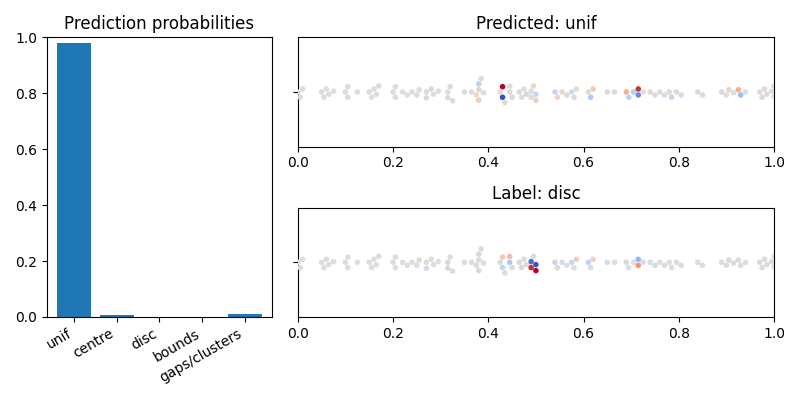 Prediction probabilities
1.0
0.8
0.6
0.4
0.2
0.0
unif
centre
disc
bounds
gaps/clusters
Predicted: unif
0.0 0.2 0.4 0.6 0.8 1.0
Label: disc
0.0 0.2 0.4 0.6 0.8 1.0